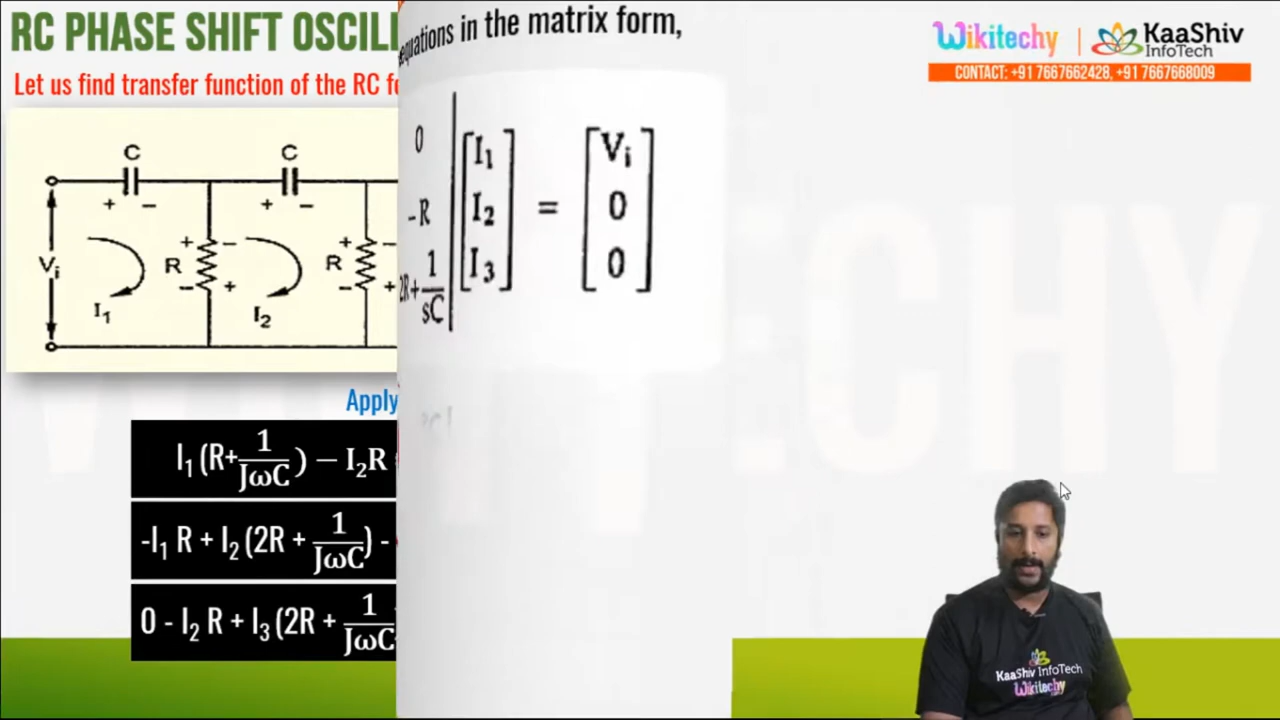 RC PHASE SHIFT OSCILL
Let us find transfer function of the RC f
equations in the matrix form,
Wikitechy | KaaShiv
InfoTech
CONTACT: +91 7667662428, +91 7667668009
C C
+ − + −
Vi R + − − + R + − +
I₁ I₂
0 [I₁] = [Vi]
-R [I₂] [0]
2R+1/sC [I₃] [0]
Apply
I₁ (R+1/JωC) − I₂R
-I₁ R + I₂ (2R + 1/JωC) -
0 - I₂ R + I₃ (2R + 1/JωC
KaaShiv InfoTech
Wikitechy